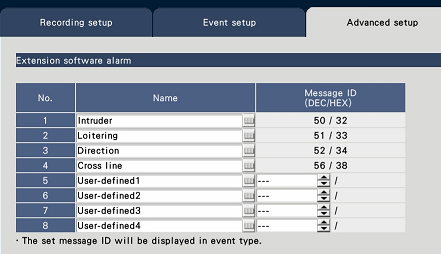 Recording setup Event setup Advanced setup
Extension software alarm
No. Name Message ID
(DEC/HEX)
1 Intruder 50 / 32
2 Loitering 51 / 33
3 Direction 52 / 34
4 Cross line 56 / 38
5 User-defined1 --- /
6 User-defined2 --- /
7 User-defined3 --- /
8 User-defined4 --- /
· The set message ID will be displayed in event type.